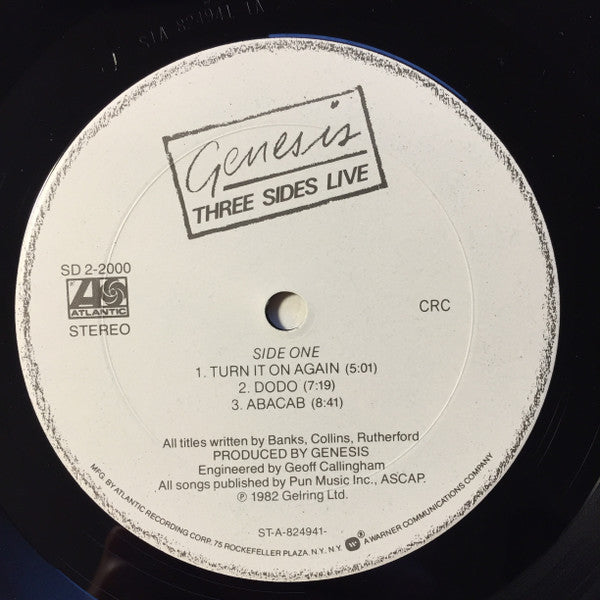 Genesis
THREE SIDES LIVE
SD 2-2000
ATLANTIC
STEREO
CRC
SIDE ONE
1. TURN IT ON AGAIN (5:01)
2. DODO (7:19)
3. ABACAB (8:41)
All titles written by Banks, Collins, Rutherford
PRODUCED BY GENESIS
Engineered by Geoff Callingham
All songs published by Pun Music Inc., ASCAP.
℗ 1982 Gelring Ltd.
ST-A-824941-
MFG. BY ATLANTIC RECORDING CORP. 75 ROCKEFELLER PLAZA. N.Y. N.Y. ® A WARNER COMMUNICATIONS COMPANY